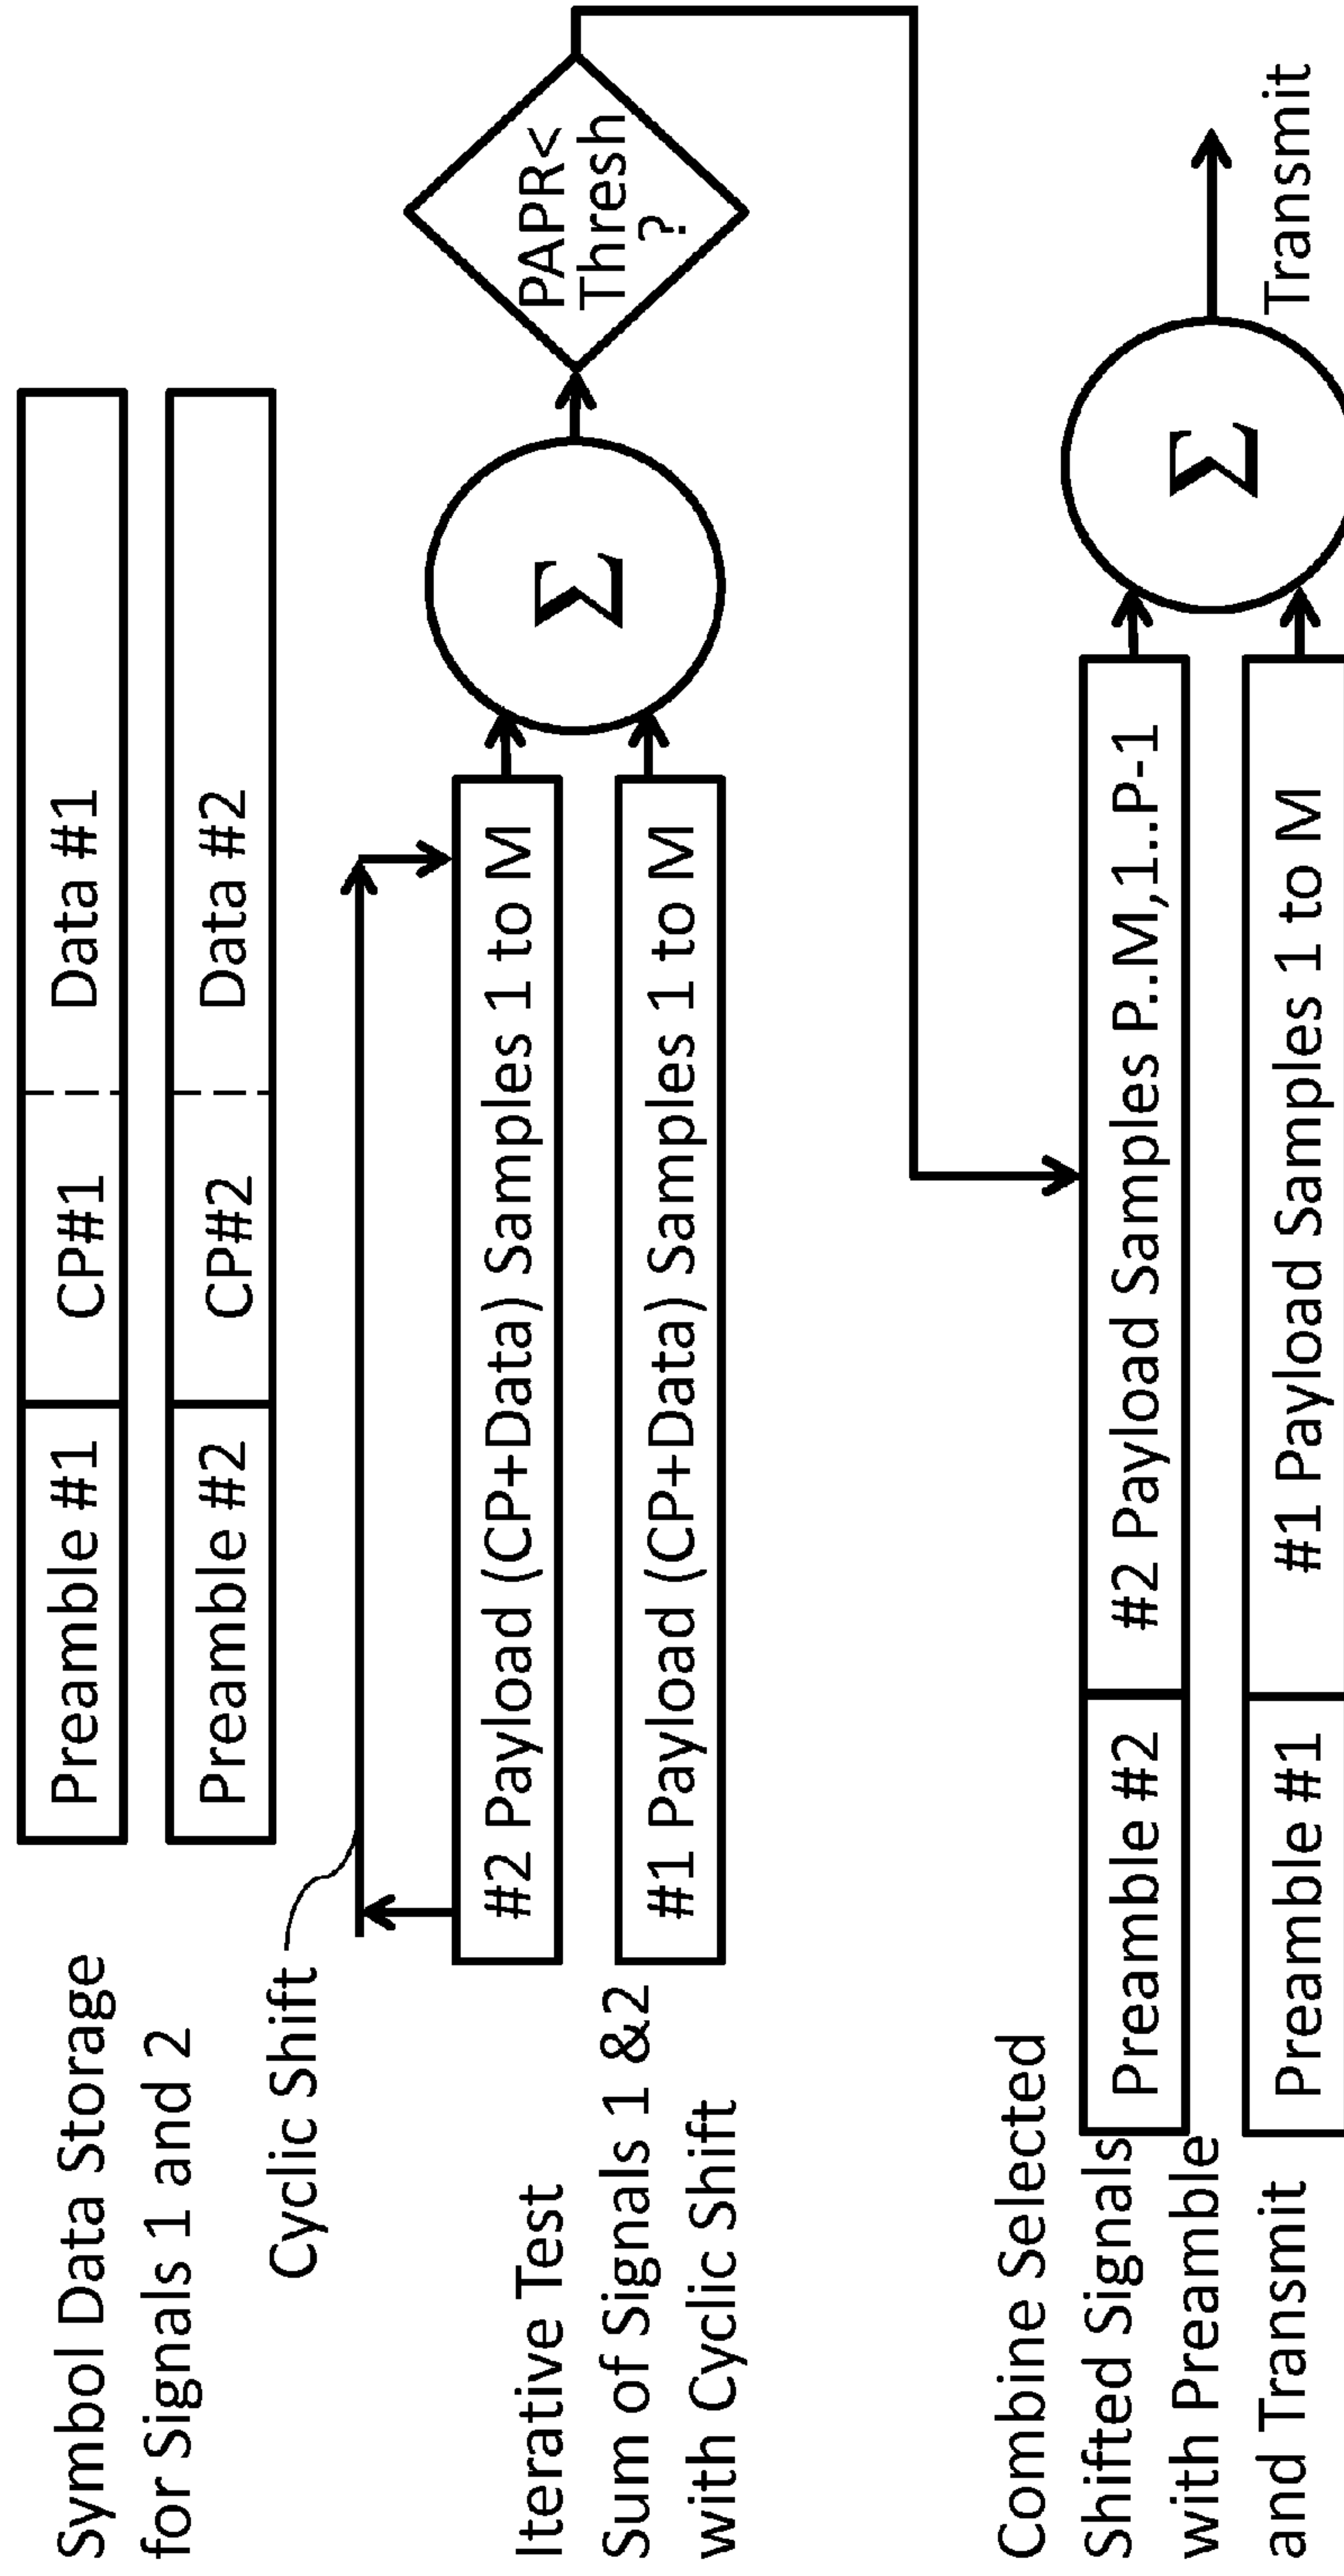 Symbol Data Storage
for Signals 1 and 2
Preamble #1
CP#1
Data #1
Preamble #2
CP#2
Data #2
Cyclic Shift
Iterative Test
Sum of Signals 1 &2
with Cyclic Shift
#2 Payload (CP+Data) Samples 1 to M
#1 Payload (CP+Data) Samples 1 to M
Σ
PAPR<
Thresh
?
Combine Selected
Shifted Signals
with Preamble
and Transmit
Preamble #2
#2 Payload Samples P..M,1..P-1
Preamble #1
#1 Payload Samples 1 to M
Σ
Transmit